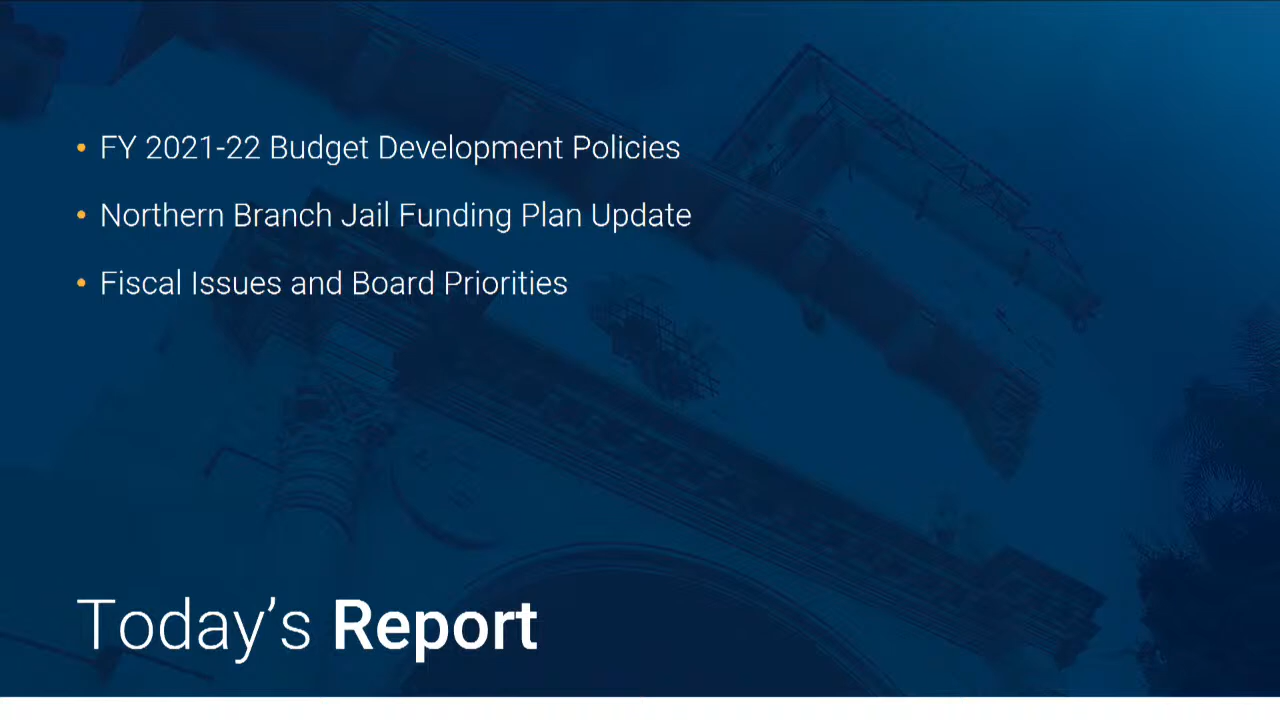 • FY 2021-22 Budget Development Policies
• Northern Branch Jail Funding Plan Update
• Fiscal Issues and Board Priorities
Today’s Report